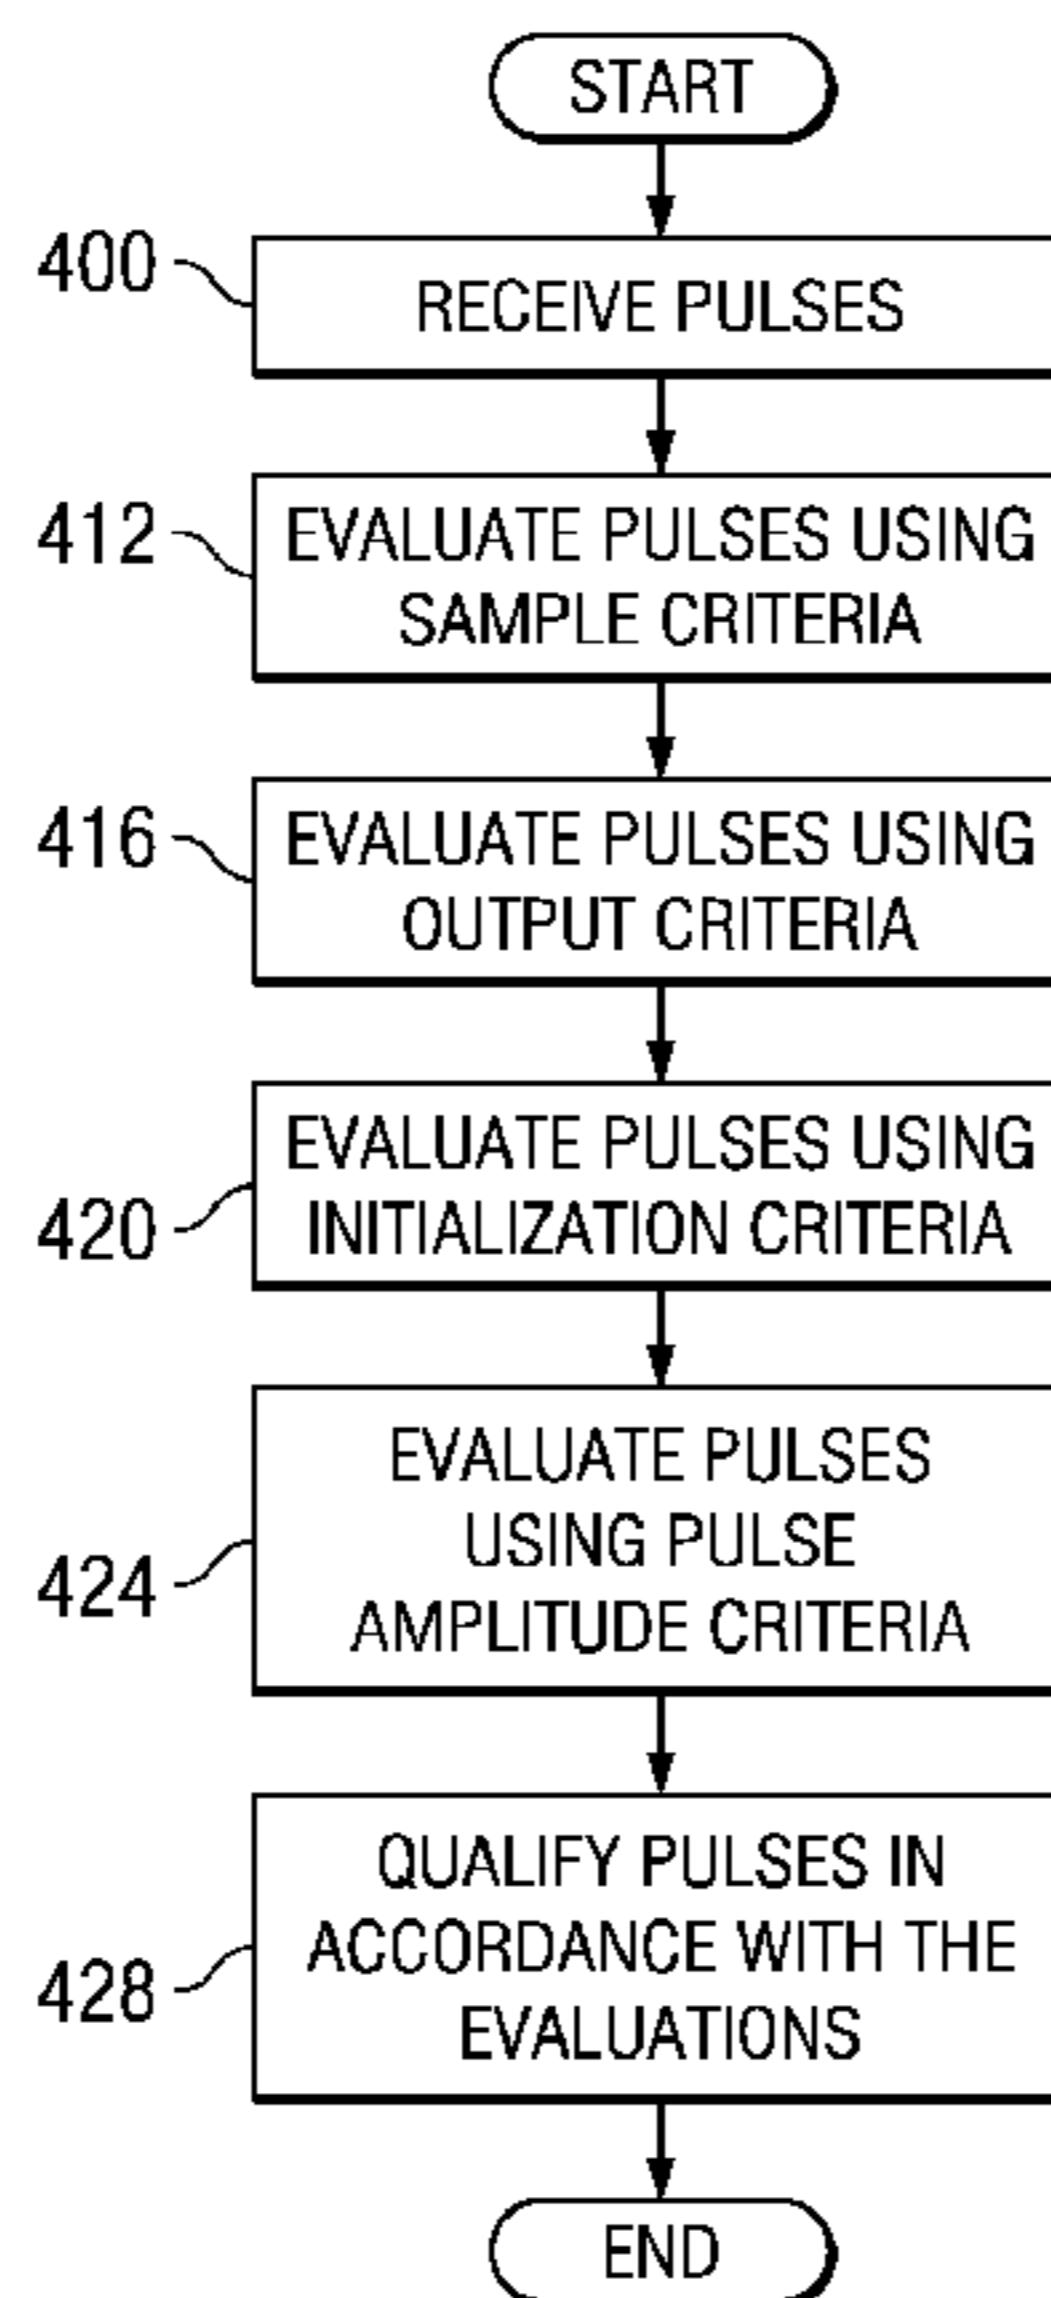 START
400
RECEIVE PULSES
412
EVALUATE PULSES USING
SAMPLE CRITERIA
416
EVALUATE PULSES USING
OUTPUT CRITERIA
420
EVALUATE PULSES USING
INITIALIZATION CRITERIA
424
EVALUATE PULSES
USING PULSE
AMPLITUDE CRITERIA
428
QUALIFY PULSES IN
ACCORDANCE WITH THE
EVALUATIONS
END